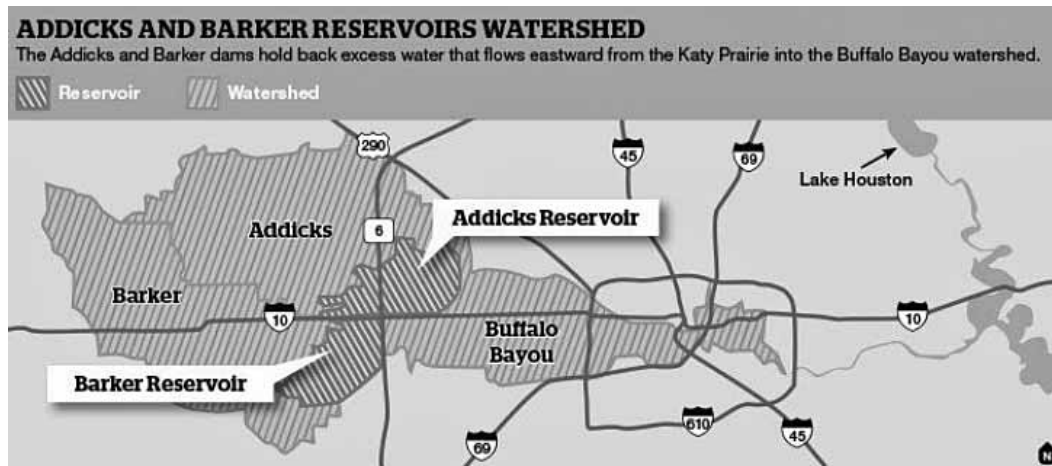 ADDICKS AND BARKER RESERVOIRS WATERSHED
The Addicks and Barker dams hold back excess water that flows eastward from the Katy Prairie into the Buffalo Bayou watershed.
Reservoir
Watershed
290
45
69
Lake Houston
Addicks Reservoir
Addicks
6
Barker
10
10
Buffalo
Bayou
Barker Reservoir
610
69
45
N